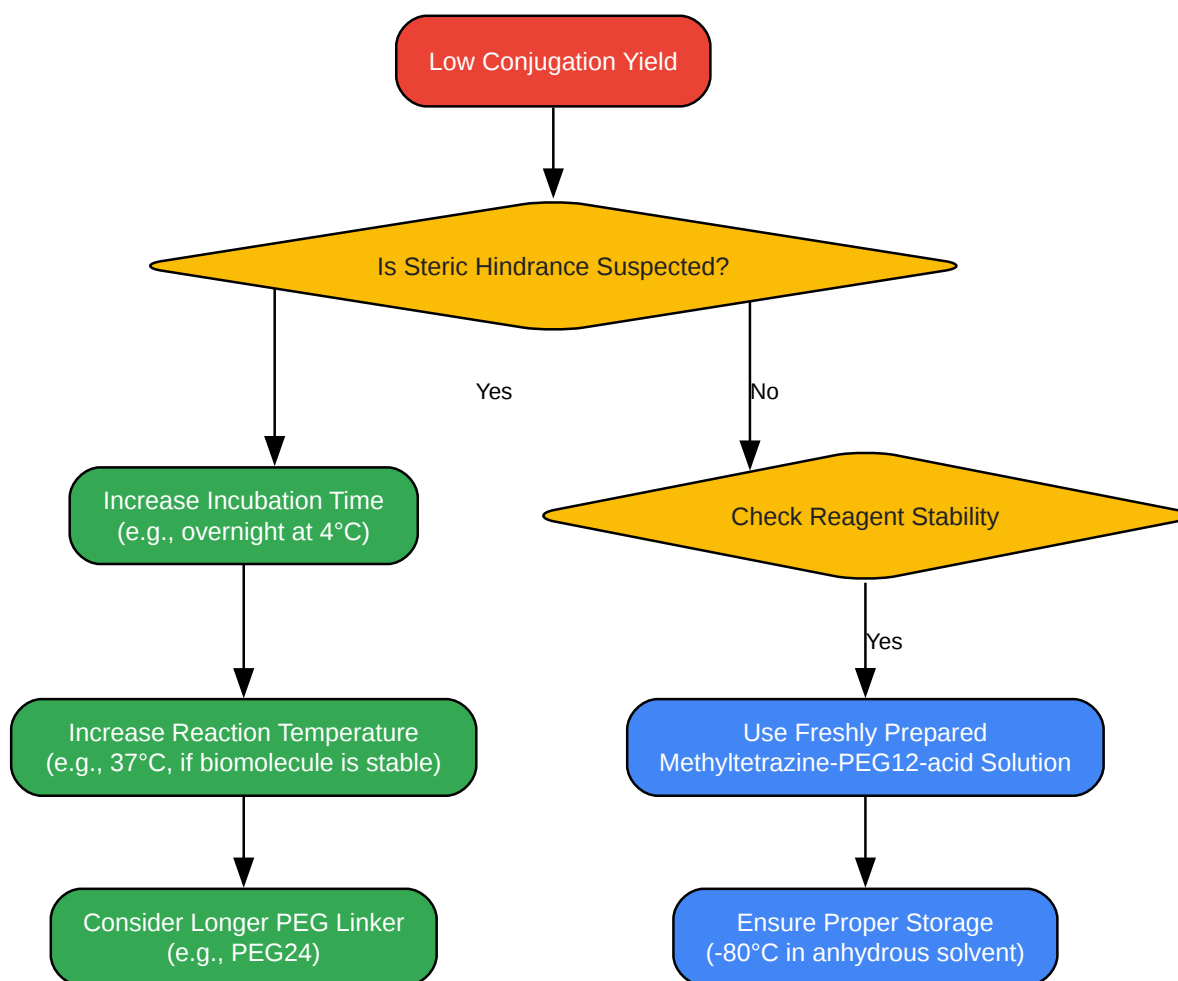 Low Conjugation Yield
Is Steric Hindrance Suspected?
Yes
No
Increase Incubation Time
(e.g., overnight at 4°C)
Check Reagent Stability
Yes
Increase Reaction Temperature
(e.g., 37°C, if biomolecule is stable)
Use Freshly Prepared
Methyltetrazine-PEG12-acid Solution
Consider Longer PEG Linker
(e.g., PEG24)
Ensure Proper Storage
(-80°C in anhydrous solvent)